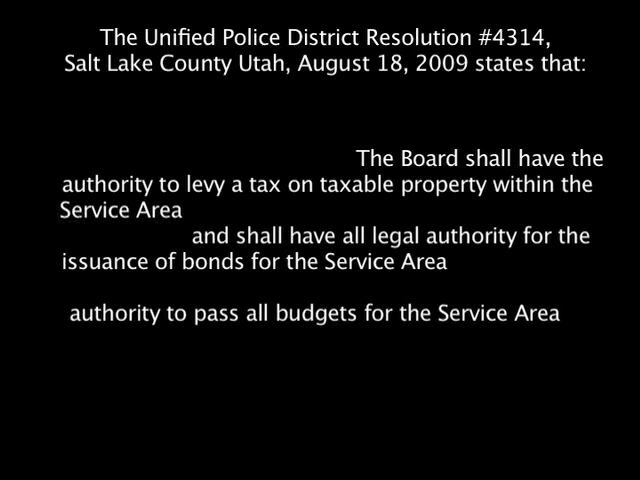 The Unified Police District Resolution #4314,
Salt Lake County Utah, August 18, 2009 states that:
The Board shall have the
authority to levy a tax on taxable property within the
Service Area
and shall have all legal authority for the
issuance of bonds for the Service Area
authority to pass all budgets for the Service Area